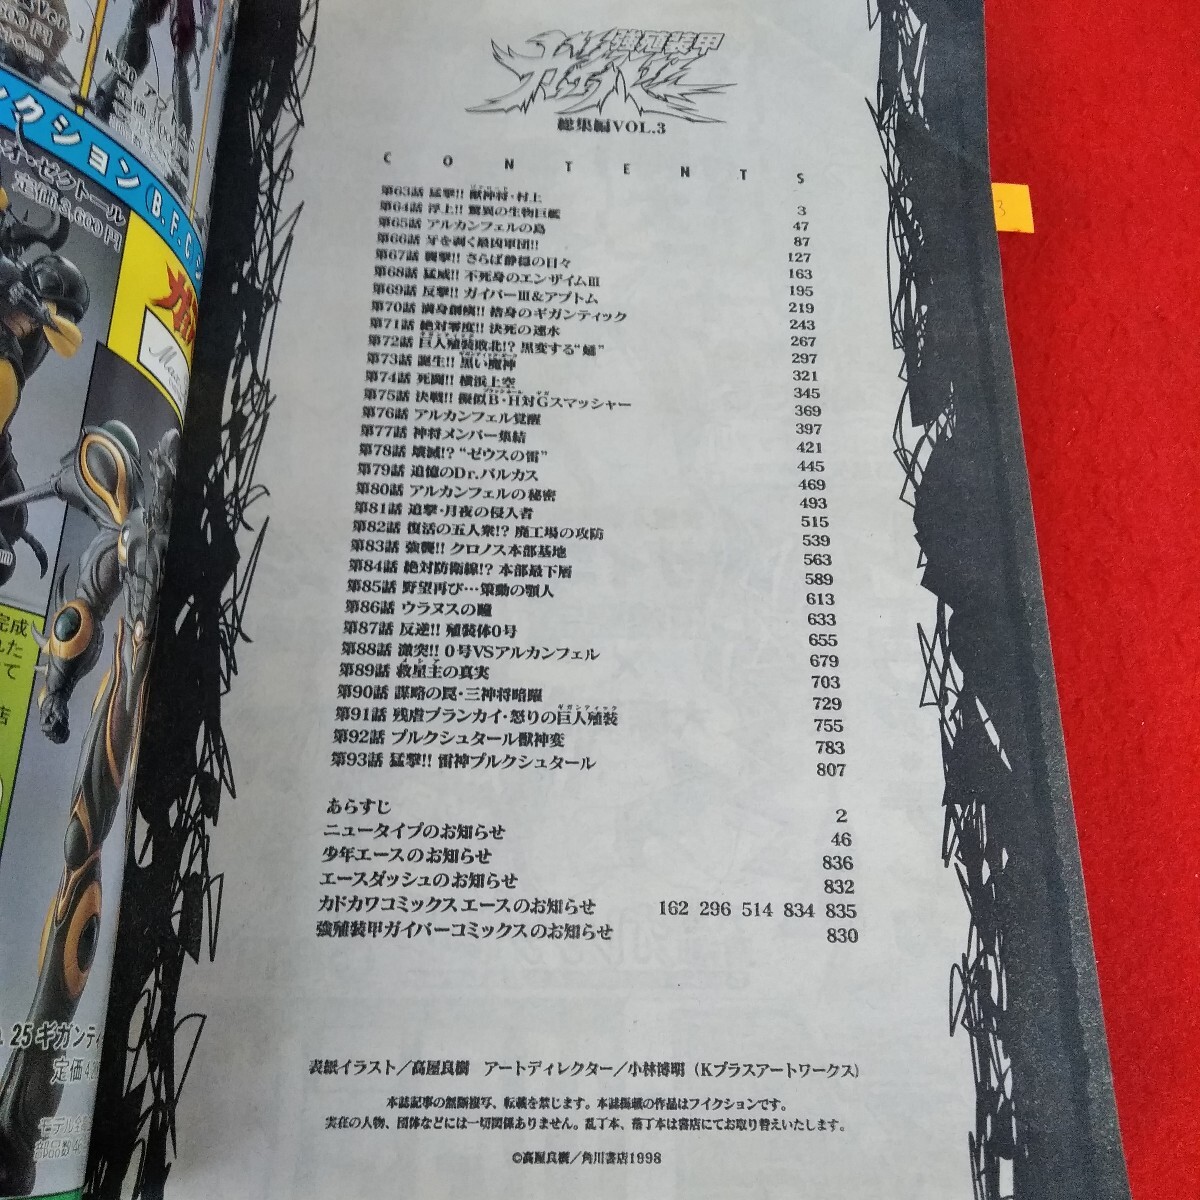 強殖装甲
ガイバー
総集編VOL.3
CONTENTS
第63話 猛撃!! 獣神将・村上 3
第64話 浮上!! 驚異の生物巨艦 47
第65話 アルカンフェルの島 87
第66話 牙を剥く最凶軍団!! 127
第67話 襲撃!! さらば静穏の日々 163
第68話 猛威!! 不死身のエンザイムⅢ 195
第69話 反撃!! ガイバーⅢ&アプトム 219
第70話 満身創痍!! 捨身のギガンティック 243
第71話 絶対零度!! 決死の速水 267
第72話 巨人殖装敗北!? 黒変する“蛹” 297
第73話 誕生!! 黒い魔神 321
第74話 死闘!! 横浜上空 345
第75話 決戦!! 擬似B・H対Gスマッシャー 369
第76話 アルカンフェル覚醒 397
第77話 神将メンバー集結 421
第78話 壊滅!? “ゼウスの雷” 445
第79話 追憶のDr.バルカス 469
第80話 アルカンフェルの秘密 493
第81話 追撃・月夜の侵入者 515
第82話 復活の五人衆!? 廃工場の攻防 539
第83話 強襲!! クロノス本部基地 563
第84話 絶対防衛線!? 本部最下層 589
第85話 野望再び…策動の顎人 613
第86話 ウラヌスの瞳 633
第87話 反逆!! 殖装体0号 655
第88話 激突!! 0号VSアルカンフェル 679
第89話 救星主の真実 703
第90話 謀略の罠・三神将暗躍 729
第91話 残虐ブランカイ・怒りの巨人殖装 755
第92話 プルクシュタール獣神変 783
第93話 猛撃!! 雷神プルクシュタール 807
あらすじ 2
ニュータイプのお知らせ 46
少年エースのお知らせ 836
エースダッシュのお知らせ 832
カドカワコミックスエースのお知らせ 162 296 514 834 835
強殖装甲ガイバーコミックスのお知らせ 830
表紙イラスト／高屋良樹 アートディレクター／小林博明（Kプラスアートワークス）
本誌記事の無断複写、転載を禁じます。本誌掲載の作品はフイクションです。
実在の人物、団体などには一切関係ありません。乱丁本、落丁本は書店にてお取り替えいたします。
©高屋良樹／角川書店1998
クション(B.F.C
オ・ゼクトール
定価3,600円
25 ギガンティ
定価4,
完成
3